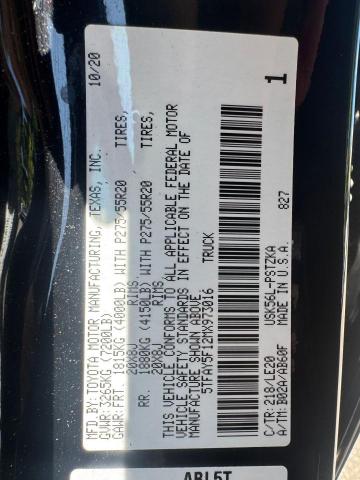 MFD.BY:TOYOTA MOTOR MANUFACTURING, TEXAS, INC. 10/20
GVWR:3265KG (7200LB)
GAWR:FRT. 1815KG (4000LB) WITH P275/55R20 TIRES,
20X8J RIMS
RR. 1880KG (4150LB) WITH P275/55R20 TIRES,
20X8J RIMS
THIS VEHICLE CONFORMS TO ALL APPLICABLE FEDERAL MOTOR
VEHICLE SAFETY STANDARDS IN EFFECT ON THE DATE OF
MANUFACTURE SHOWN ABOVE.
5TFAY5F12MX973016 TRUCK
1
C/TR:218/LE20 USK56L-PSTZKA
A/TM:B02A/AB60F MADE IN U.S.A. 827
ABL6T